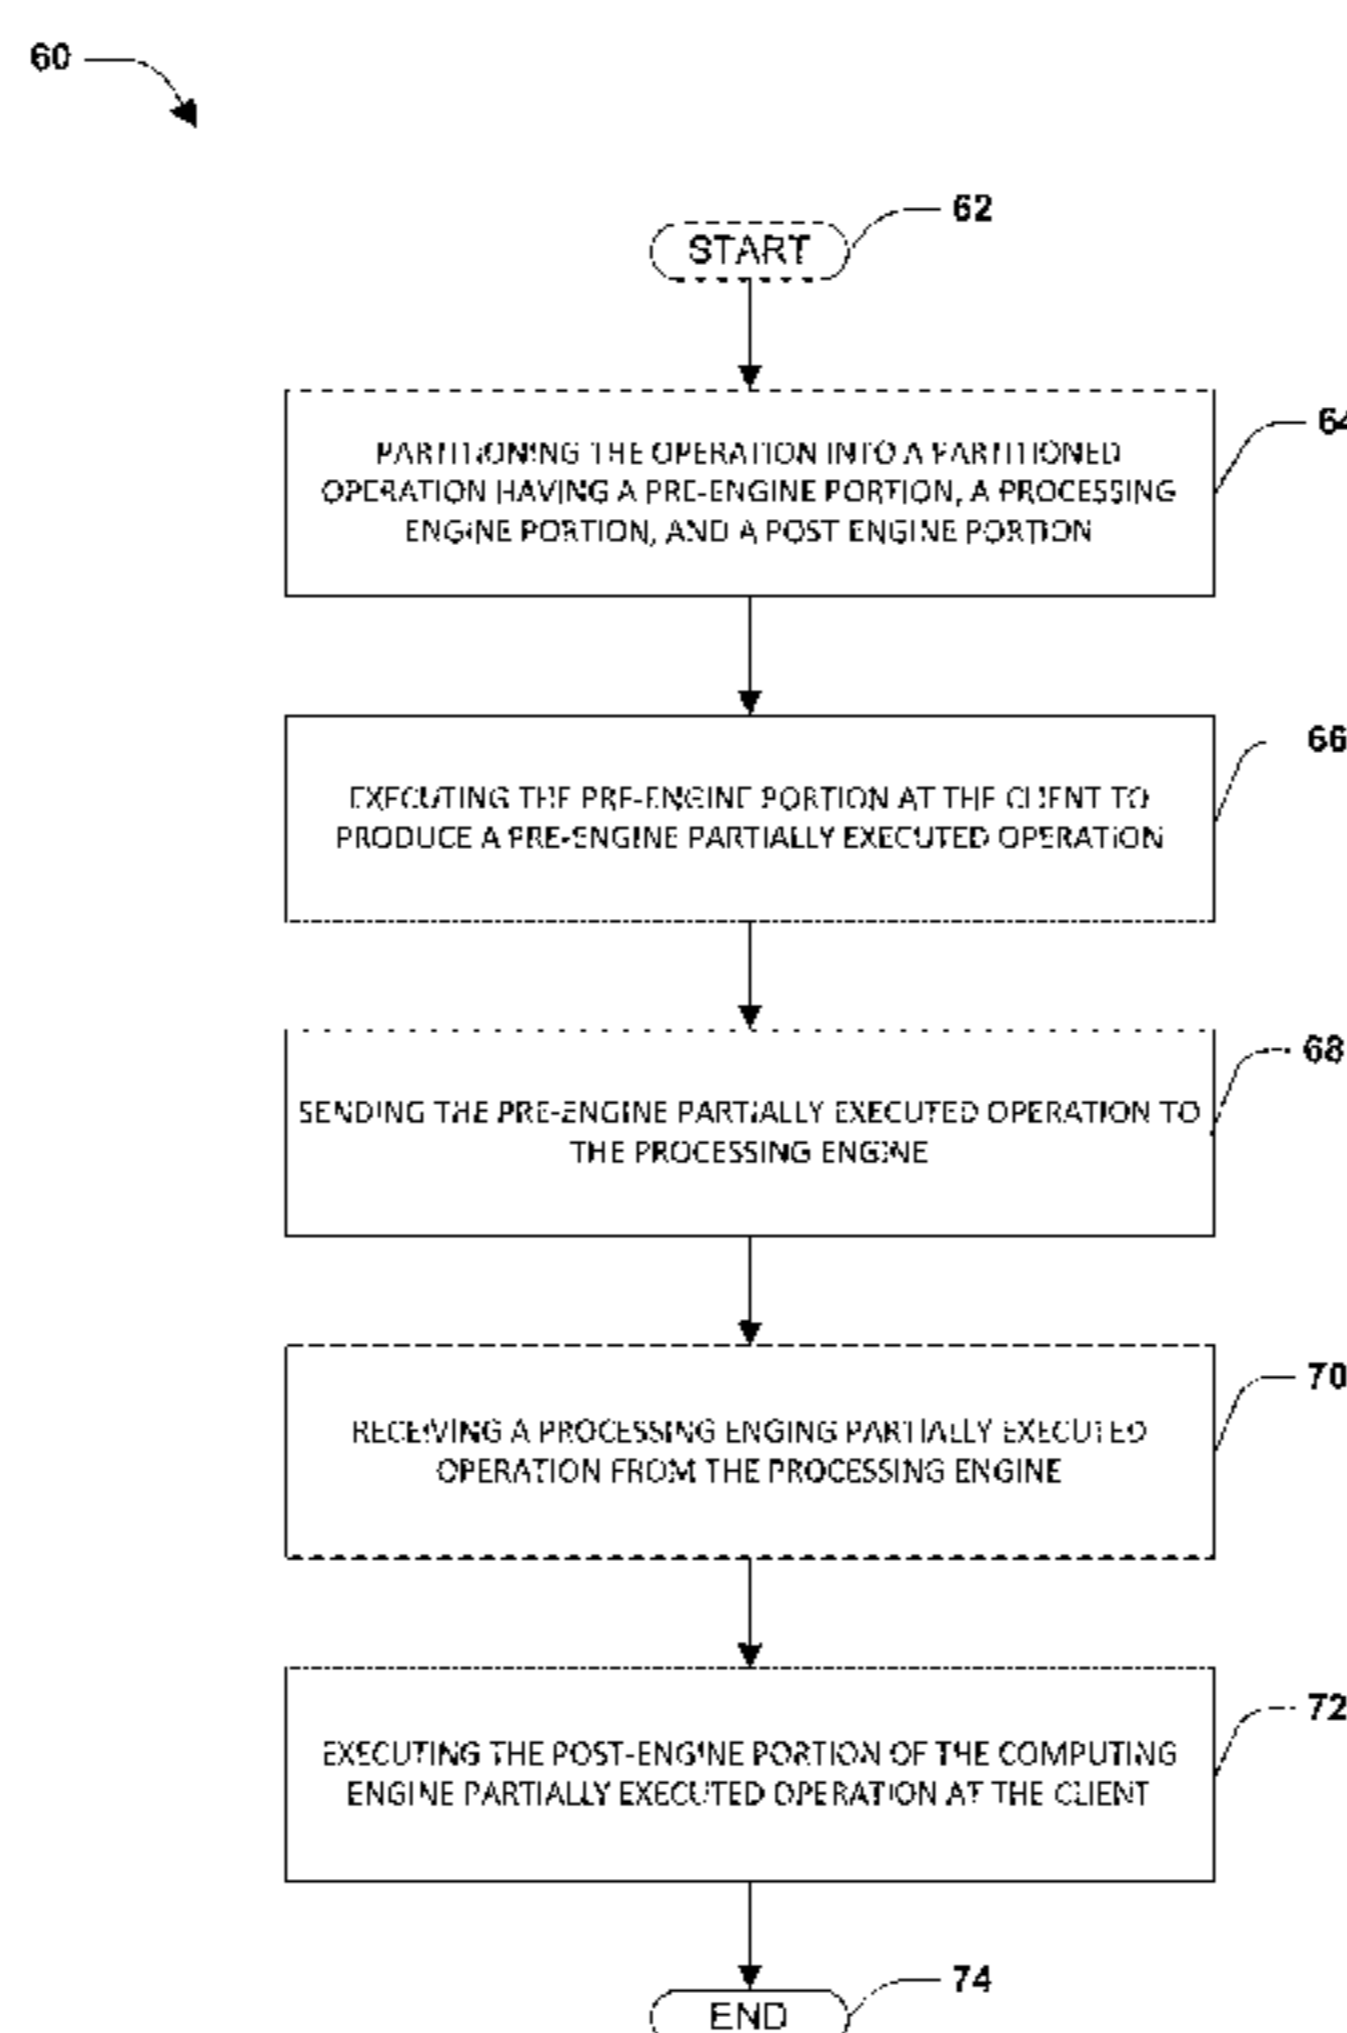 60
62
START
64
PARTITIONING THE OPERATION INTO A PARTITIONED
OPERATION HAVING A PRE-ENGINE PORTION, A PROCESSING
ENGINE PORTION, AND A POST ENGINE PORTION
66
EXECUTING THE PRE-ENGINE PORTION AT THE CLIENT TO
PRODUCE A PRE-ENGINE PARTIALLY EXECUTED OPERATION
68
SENDING THE PRE-ENGINE PARTIALLY EXECUTED OPERATION TO
THE PROCESSING ENGINE
70
RECEIVING A PROCESSING ENGING PARTIALLY EXECUTED
OPERATION FROM THE PROCESSING ENGINE
72
EXECUTING THE POST-ENGINE PORTION OF THE COMPUTING
ENGINE PARTIALLY EXECUTED OPERATION AT THE CLIENT
74
END